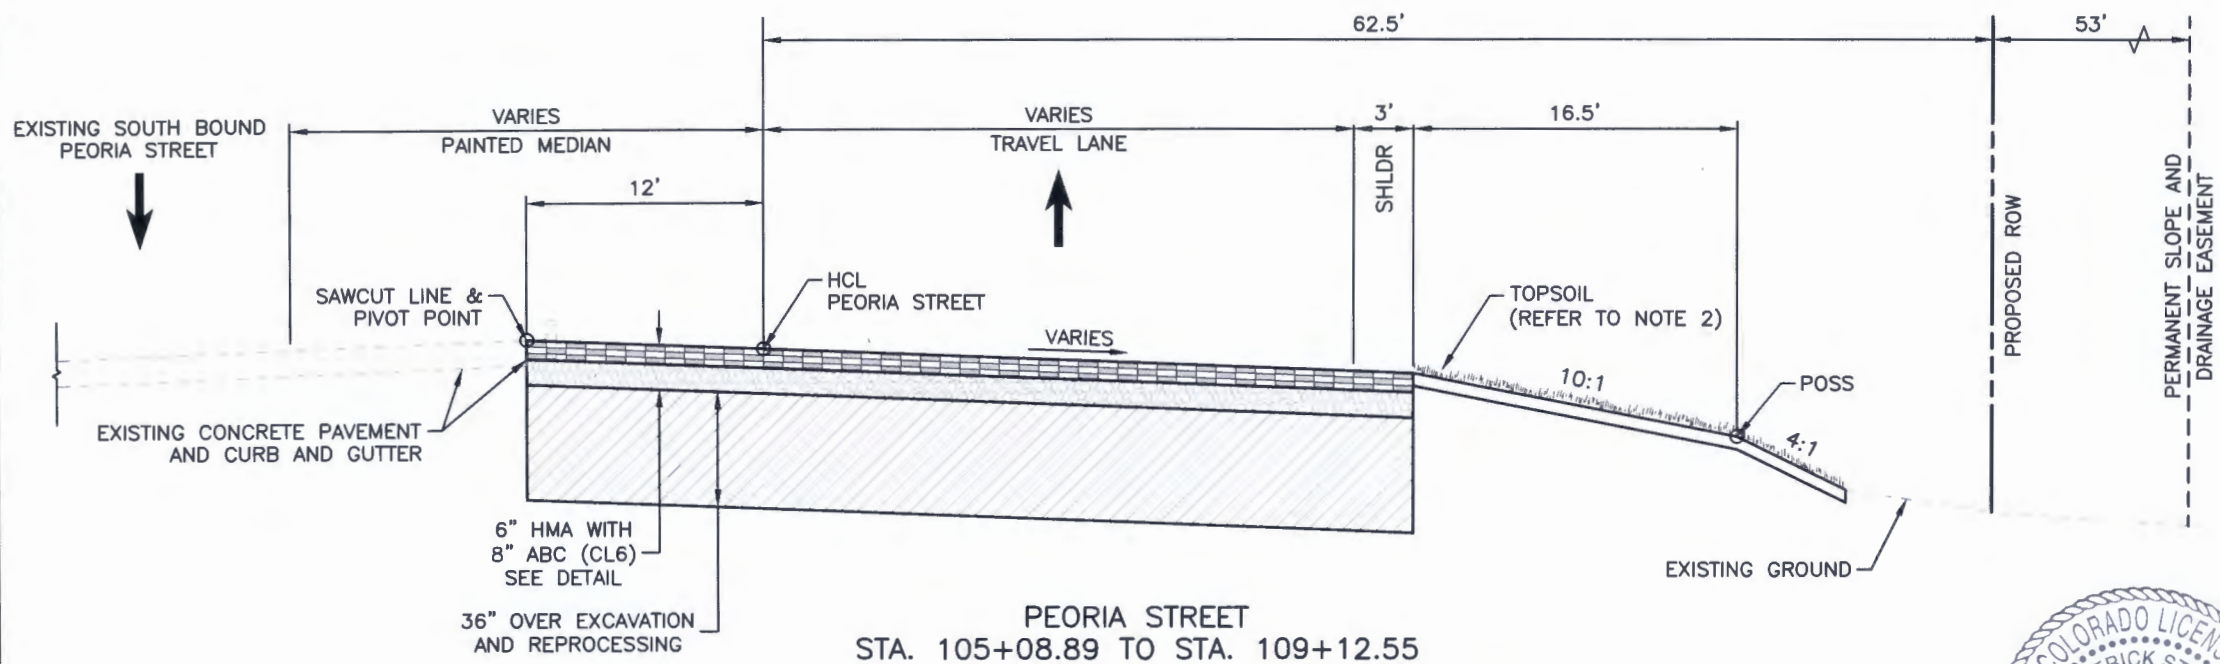 62.5'
53'
VARIES
PAINTED MEDIAN
VARIES
TRAVEL LANE
3'
SHLDR
16.5'
EXISTING SOUTH BOUND
PEORIA STREET
12'
SAWCUT LINE &
PIVOT POINT
HCL
PEORIA STREET
VARIES
TOPSOIL
(REFER TO NOTE 2)
10:1
POSS
4:1
PROPOSED ROW
PERMANENT SLOPE AND
DRAINAGE EASEMENT
EXISTING CONCRETE PAVEMENT
AND CURB AND GUTTER
6" HMA WITH
8" ABC (CL6)
SEE DETAIL
36" OVER EXCAVATION
AND REPROCESSING
EXISTING GROUND
PEORIA STREET
STA. 105+08.89 TO STA. 109+12.55
COLORADO LICEN